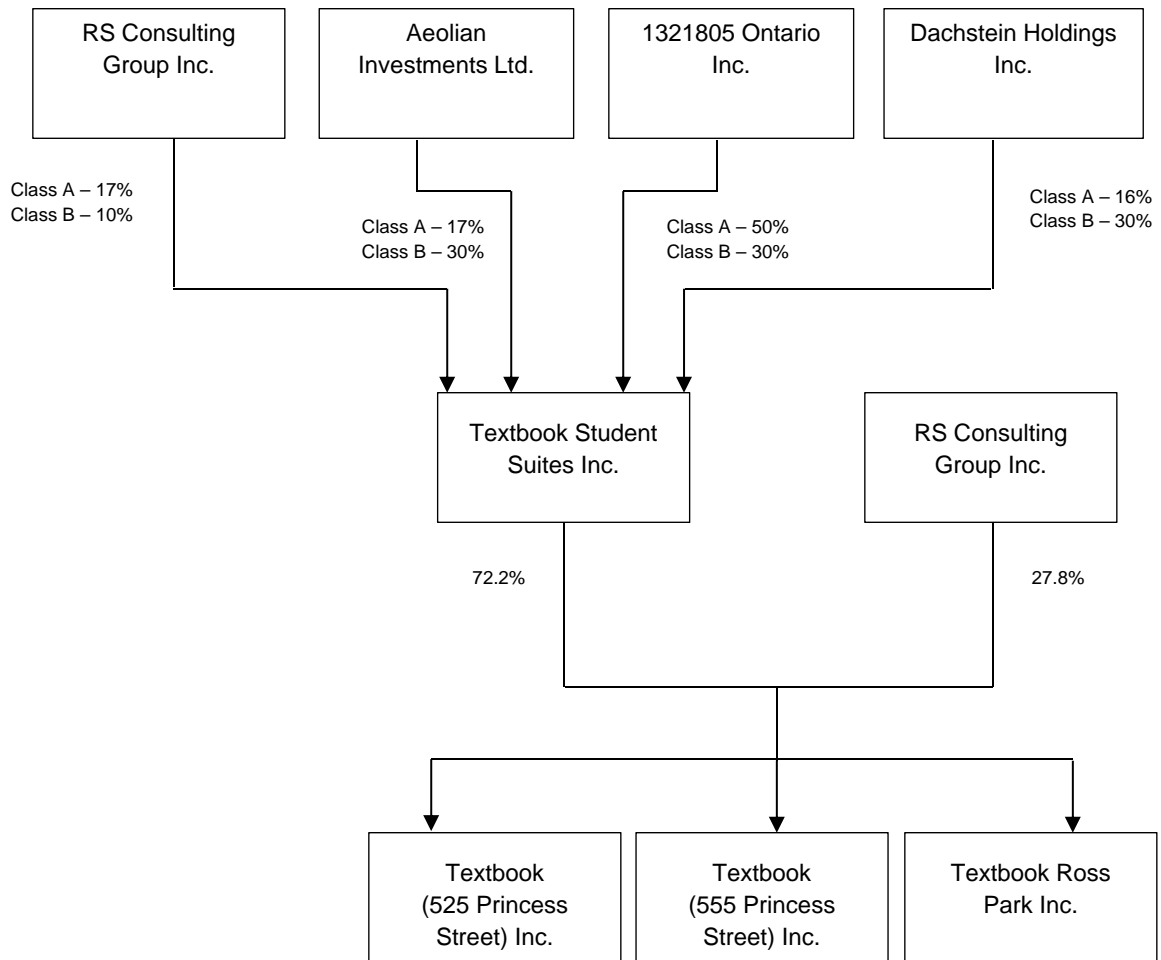 RS Consulting
Group Inc.
Aeolian
Investments Ltd.
1321805 Ontario
Inc.
Dachstein Holdings
Inc.
Class A – 17%
Class B – 10%
Class A – 17%
Class B – 30%
Class A – 50%
Class B – 30%
Class A – 16%
Class B – 30%
Textbook Student
Suites Inc.
RS Consulting
Group Inc.
72.2%
27.8%
Textbook
(525 Princess
Street) Inc.
Textbook
(555 Princess
Street) Inc.
Textbook Ross
Park Inc.